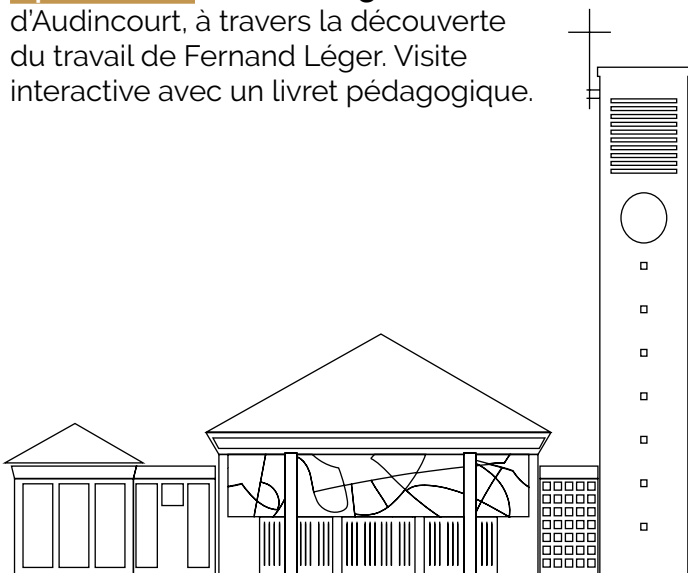 d'Audincourt, à travers la découverte
du travail de Fernand Léger. Visite
interactive avec un livret pédagogique.